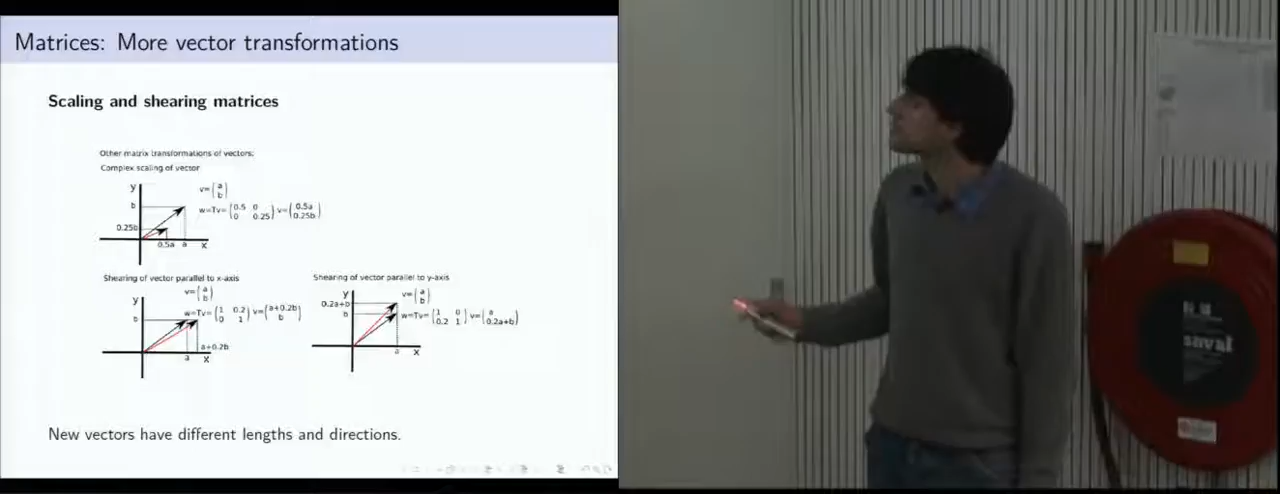 Matrices: More vector transformations
Scaling and shearing matrices
Other matrix transformations of vectors:
Complex scaling of vector
y
v=(a
b)
b
w=Tv=(0.5 0
0 0.25)v=(0.5a
0.25b)
0.25b
0.5a a x
Shearing of vector parallel to x-axis
v=(a
b)
y
b
w=Tv=(1 0.2
0 1)v=(a+0.2b
b)
a+0.2b
a x
Shearing of vector parallel to y-axis
y
v=(a
b)
0.2a+b
b
w=Tv=(1 0
0.2 1)v=(a
0.2a+b)
a x
New vectors have different lengths and directions.
saval